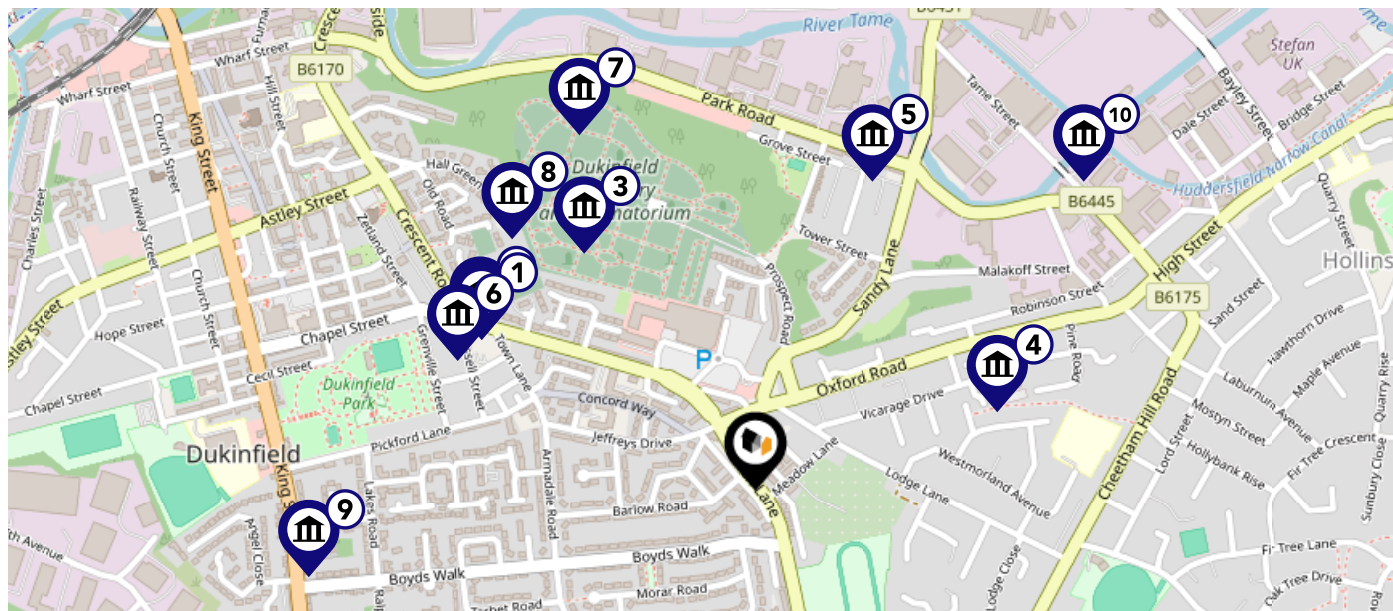 River Tame
B6170
Wharf Street
Wharf Street
King Street
Hill Street
Church Street
Railway Street
Charles Street
Astley Street
Hall Green
Old Road
Zetland Street
Park Road
Grove Street
Tame Street
Stefan
UK
Bayley Street
Dale Street
Bridge Street
Huddersfield Narrow Canal
7
5
10
8
3
Dukinfield
B6445
Quarry Street
Tower Street
Malakoff Street
High Street
Hollins
1
6
Sandy Lane
Prospect Road
Robinson Street
B6175
Sand Street
Hawthorn Drive
Church Street
Hope Street
Chapel Street
Cecil Street
Grenville Street
Town Lane
P
Oxford Road
4
Pine Road
Laburnum Avenue
Maple Avenue
Quarry Rise
Chapel Street
Dukinfield
Park
Concord Way
Vicarage Drive
Cheetham Hill Road
Mostyn Street
Pickford Lane
Jeffreys Drive
Dukinfield
Meadow Lane
Lodge Lane
Westmorland Avenue
Lord Street
Hollybank Rise
Fir Tree Crescent
Sunbury Close
9
Lakes Road
Armadale Road
Barlow Road
Lane
Angel Close
Boyds Walk
Boyds Walk
Morar Road
Lodge Close
Fir Tree Lane
Oak Tree Drive